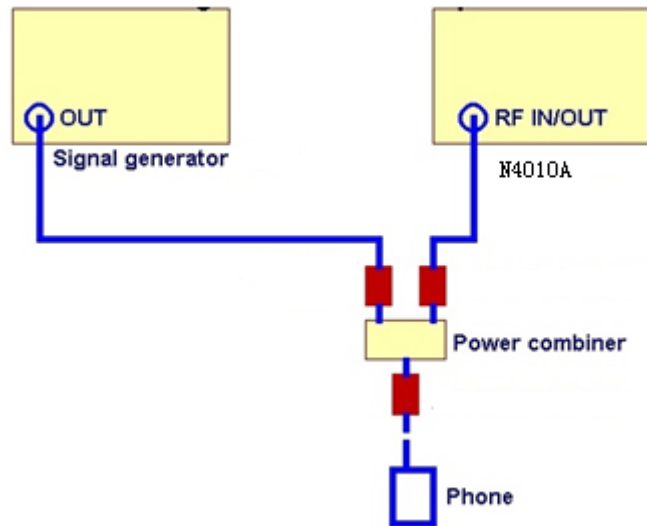 OUT
RF IN/OUT
Signal generator
N4010A
Power combiner
Phone